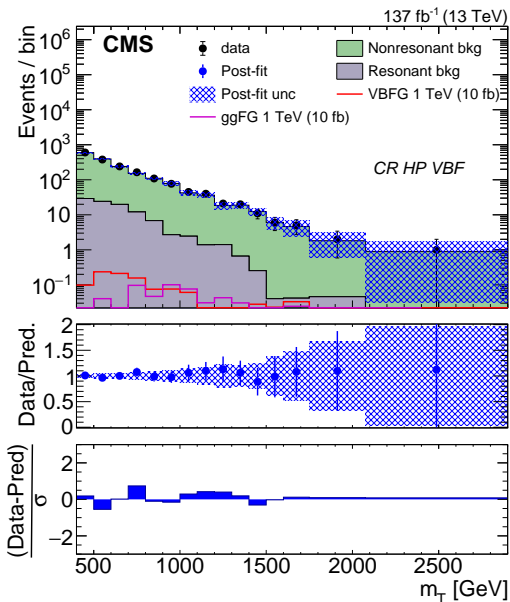 137 fb⁻¹ (13 TeV)
CMS
data
Nonresonant bkg
Post-fit
Resonant bkg
Post-fit unc
VBFG 1 TeV (10 fb)
ggFG 1 TeV (10 fb)
CR HP VBF
Events / bin
10⁶
10⁵
10⁴
10³
10²
10
1
10⁻¹
Data/Pred.
2
1.5
1
0.5
0
(Data-Pred)
σ
2
0
−2
500
1000
1500
2000
2500
m_T [GeV]